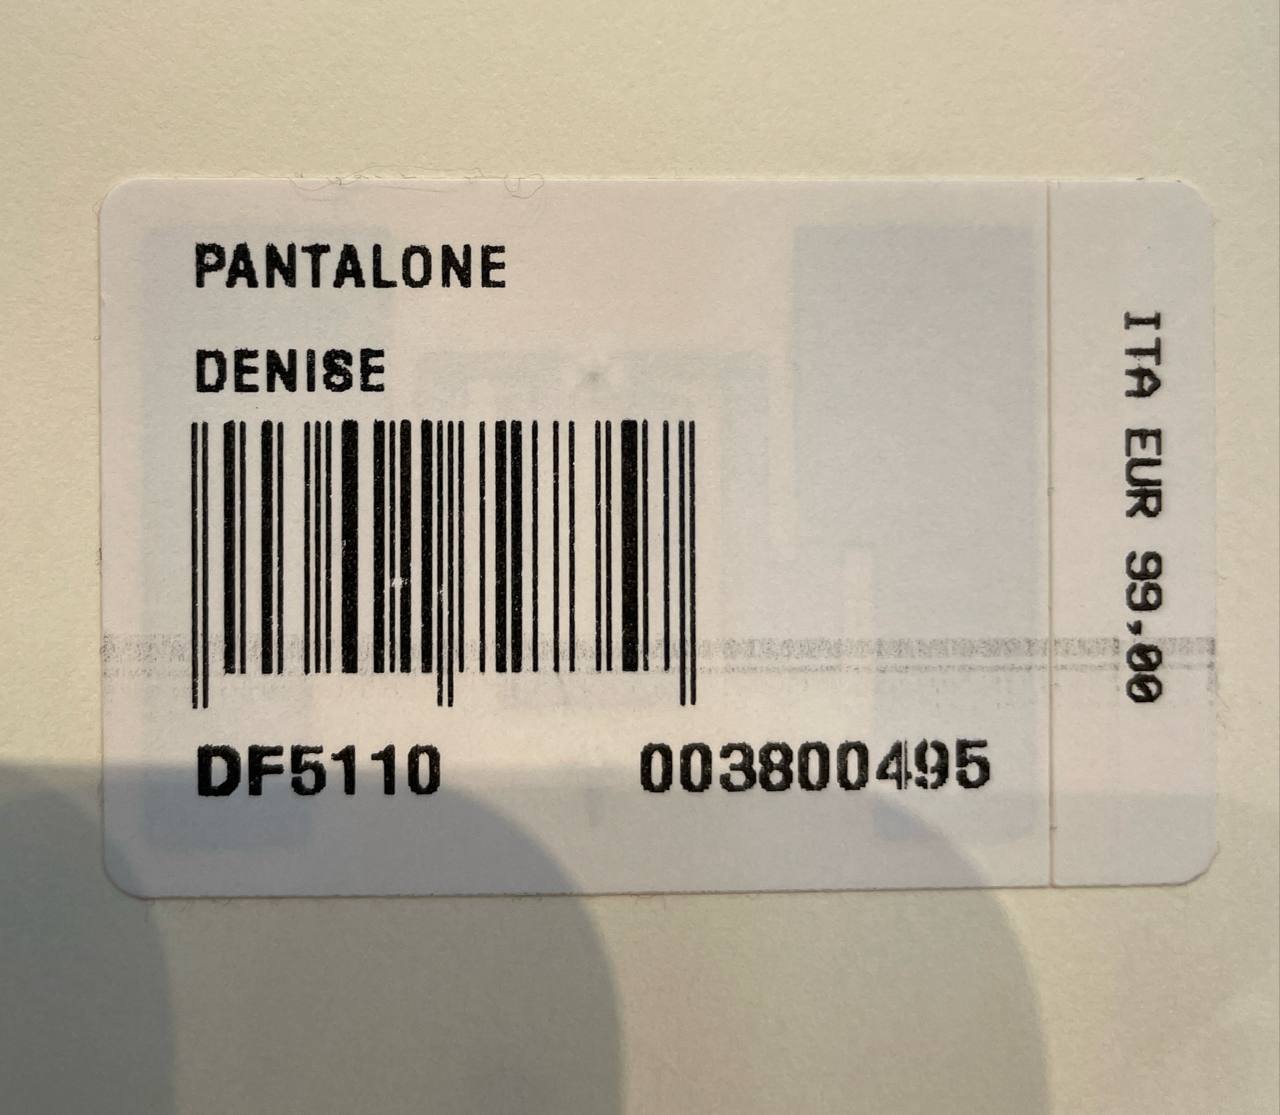 PANTALONE
DENISE
DF5110 003800495
ITA EUR 99,00